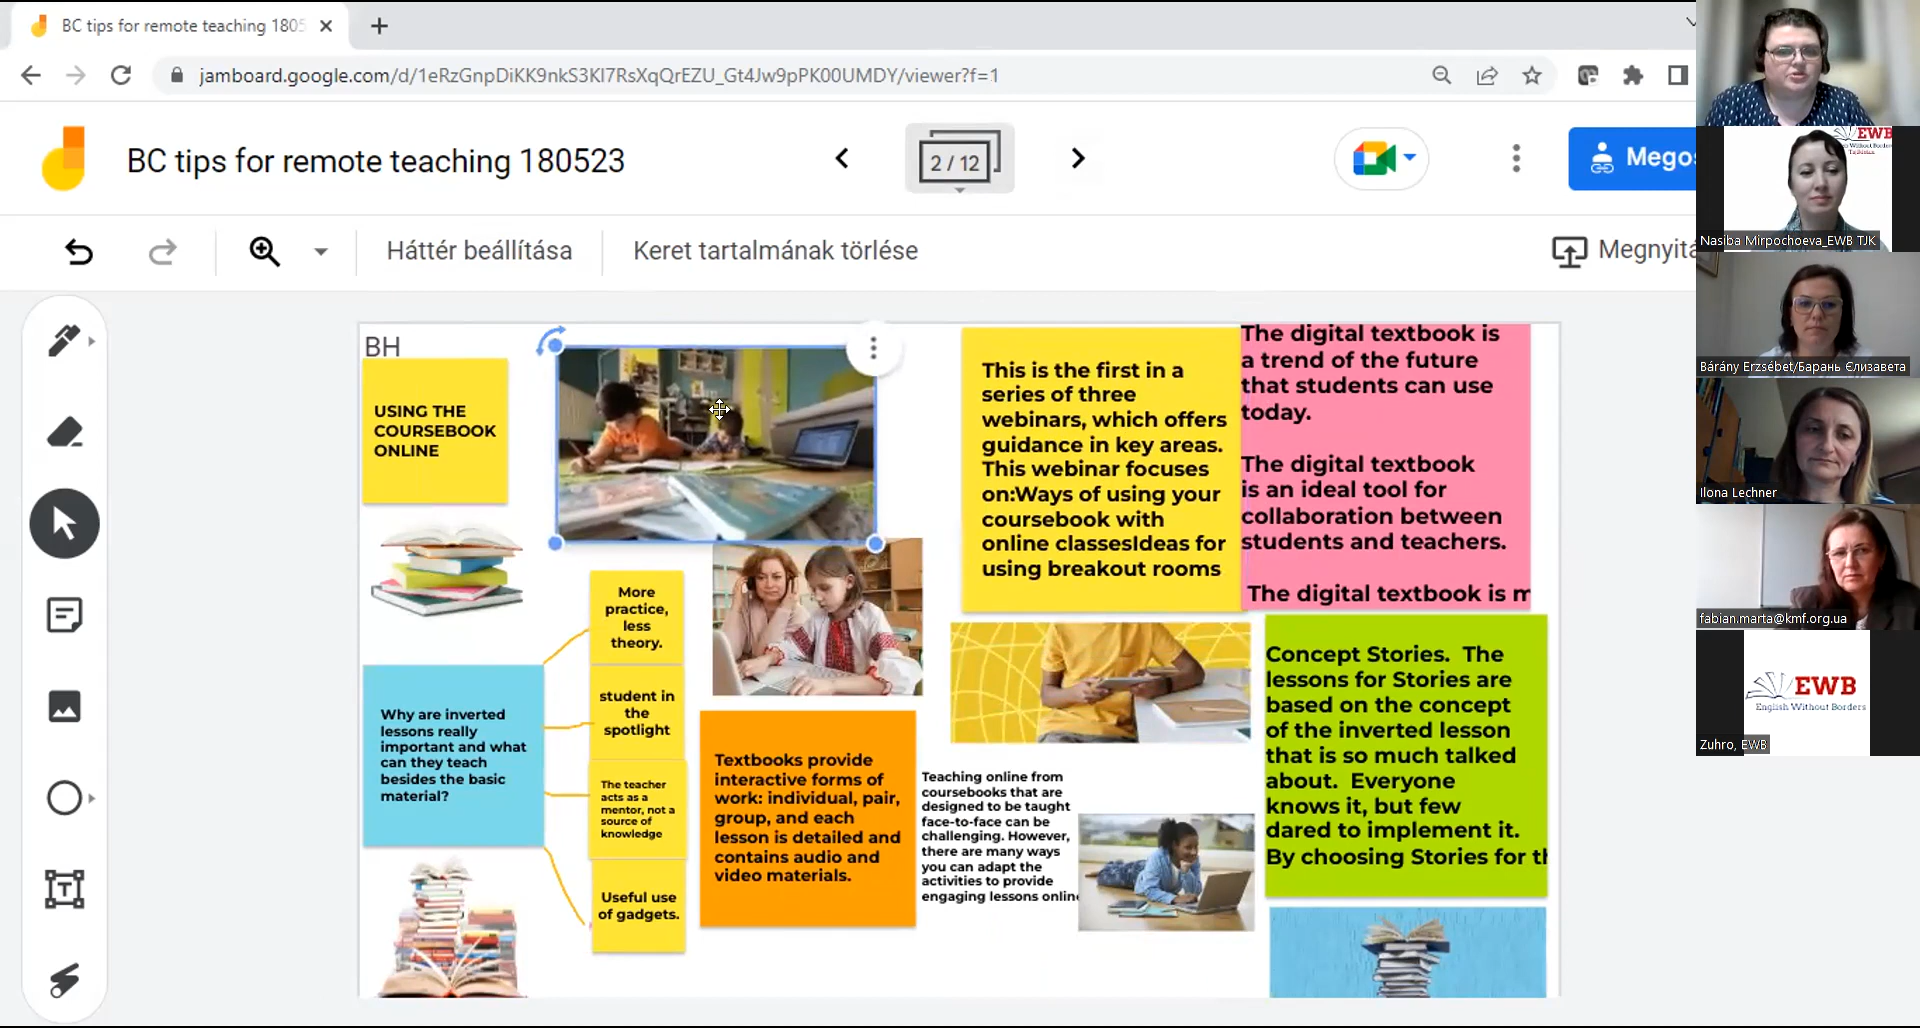 BC tips for remote teaching 1805
jamboard.google.com/d/1eRzGnpDiKK9nkS3Kl7RsXqQrEZU_Gt4Jw9pPK00UMDY/viewer?f=1
BC tips for remote teaching 180523
2 / 12
Megos
Háttér beállítása
Keret tartalmának törlése
Megnyitá
BH
USING THE
COURSEBOOK
ONLINE
More
practice,
less
theory.
student in
the
spotlight
The teacher
acts as a
mentor, not a
source of
knowledge
Useful use
of gadgets.
Why are inverted
lessons really
important and what
can they teach
besides the basic
material?
Textbooks provide
interactive forms of
work: individual, pair,
group, and each
lesson is detailed and
contains audio and
video materials.
This is the first in a
series of three
webinars, which offers
guidance in key areas.
This webinar focuses
on:Ways of using your
coursebook with
online classesIdeas for
using breakout rooms
The digital textbook is
a trend of the future
that students can use
today.
The digital textbook
is an ideal tool for
collaboration between
students and teachers.
The digital textbook is m
Teaching online from
coursebooks that are
designed to be taught
face-to-face can be
challenging. However,
there are many ways
you can adapt the
activities to provide
engaging lessons online
Concept Stories. The
lessons for Stories are
based on the concept
of the inverted lesson
that is so much talked
about. Everyone
knows it, but few
dared to implement it.
By choosing Stories for th
EWB
Nasiba Mirpochoeva_EWB TJK
Bárány Erzsébet/Барань Єлизавета
Ilona Lechner
fabian.marta@kmf.org.ua
EWB
English Without Borders
Zuhro, EWB